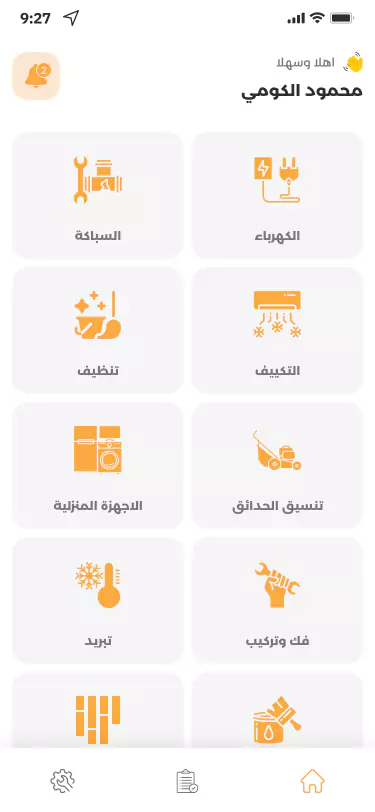 9:27
اهلا وسهلا
محمود الكومي
2
الكهرباء
السباكة
التكييف
تنظيف
تنسيق الحدائق
الاجهزة المنزلية
فك وتركيب
تبريد